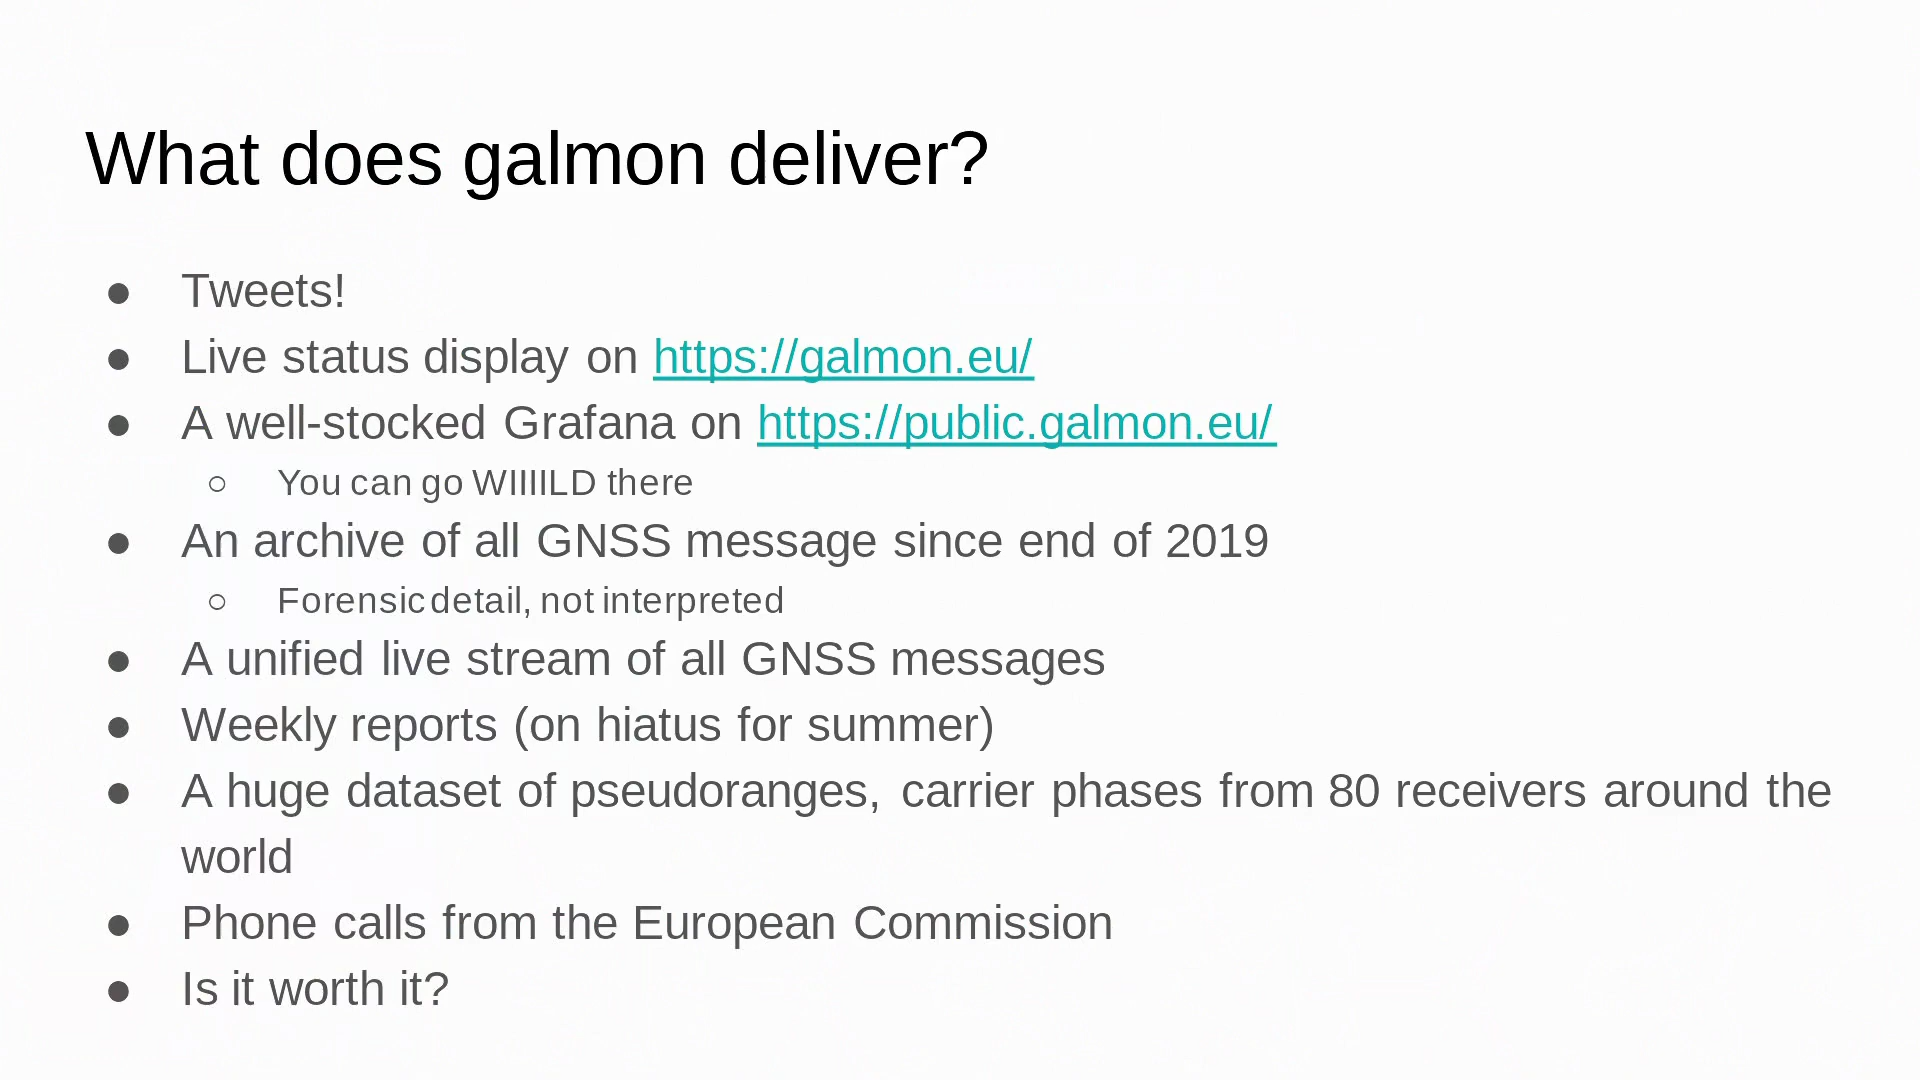 What does galmon deliver?
● Tweets!
● Live status display on https://galmon.eu/
● A well-stocked Grafana on https://public.galmon.eu/
○ You can go WIIIILD there
● An archive of all GNSS message since end of 2019
○ Forensic detail, not interpreted
● A unified live stream of all GNSS messages
● Weekly reports (on hiatus for summer)
● A huge dataset of pseudoranges, carrier phases from 80 receivers around the
world
● Phone calls from the European Commission
● Is it worth it?